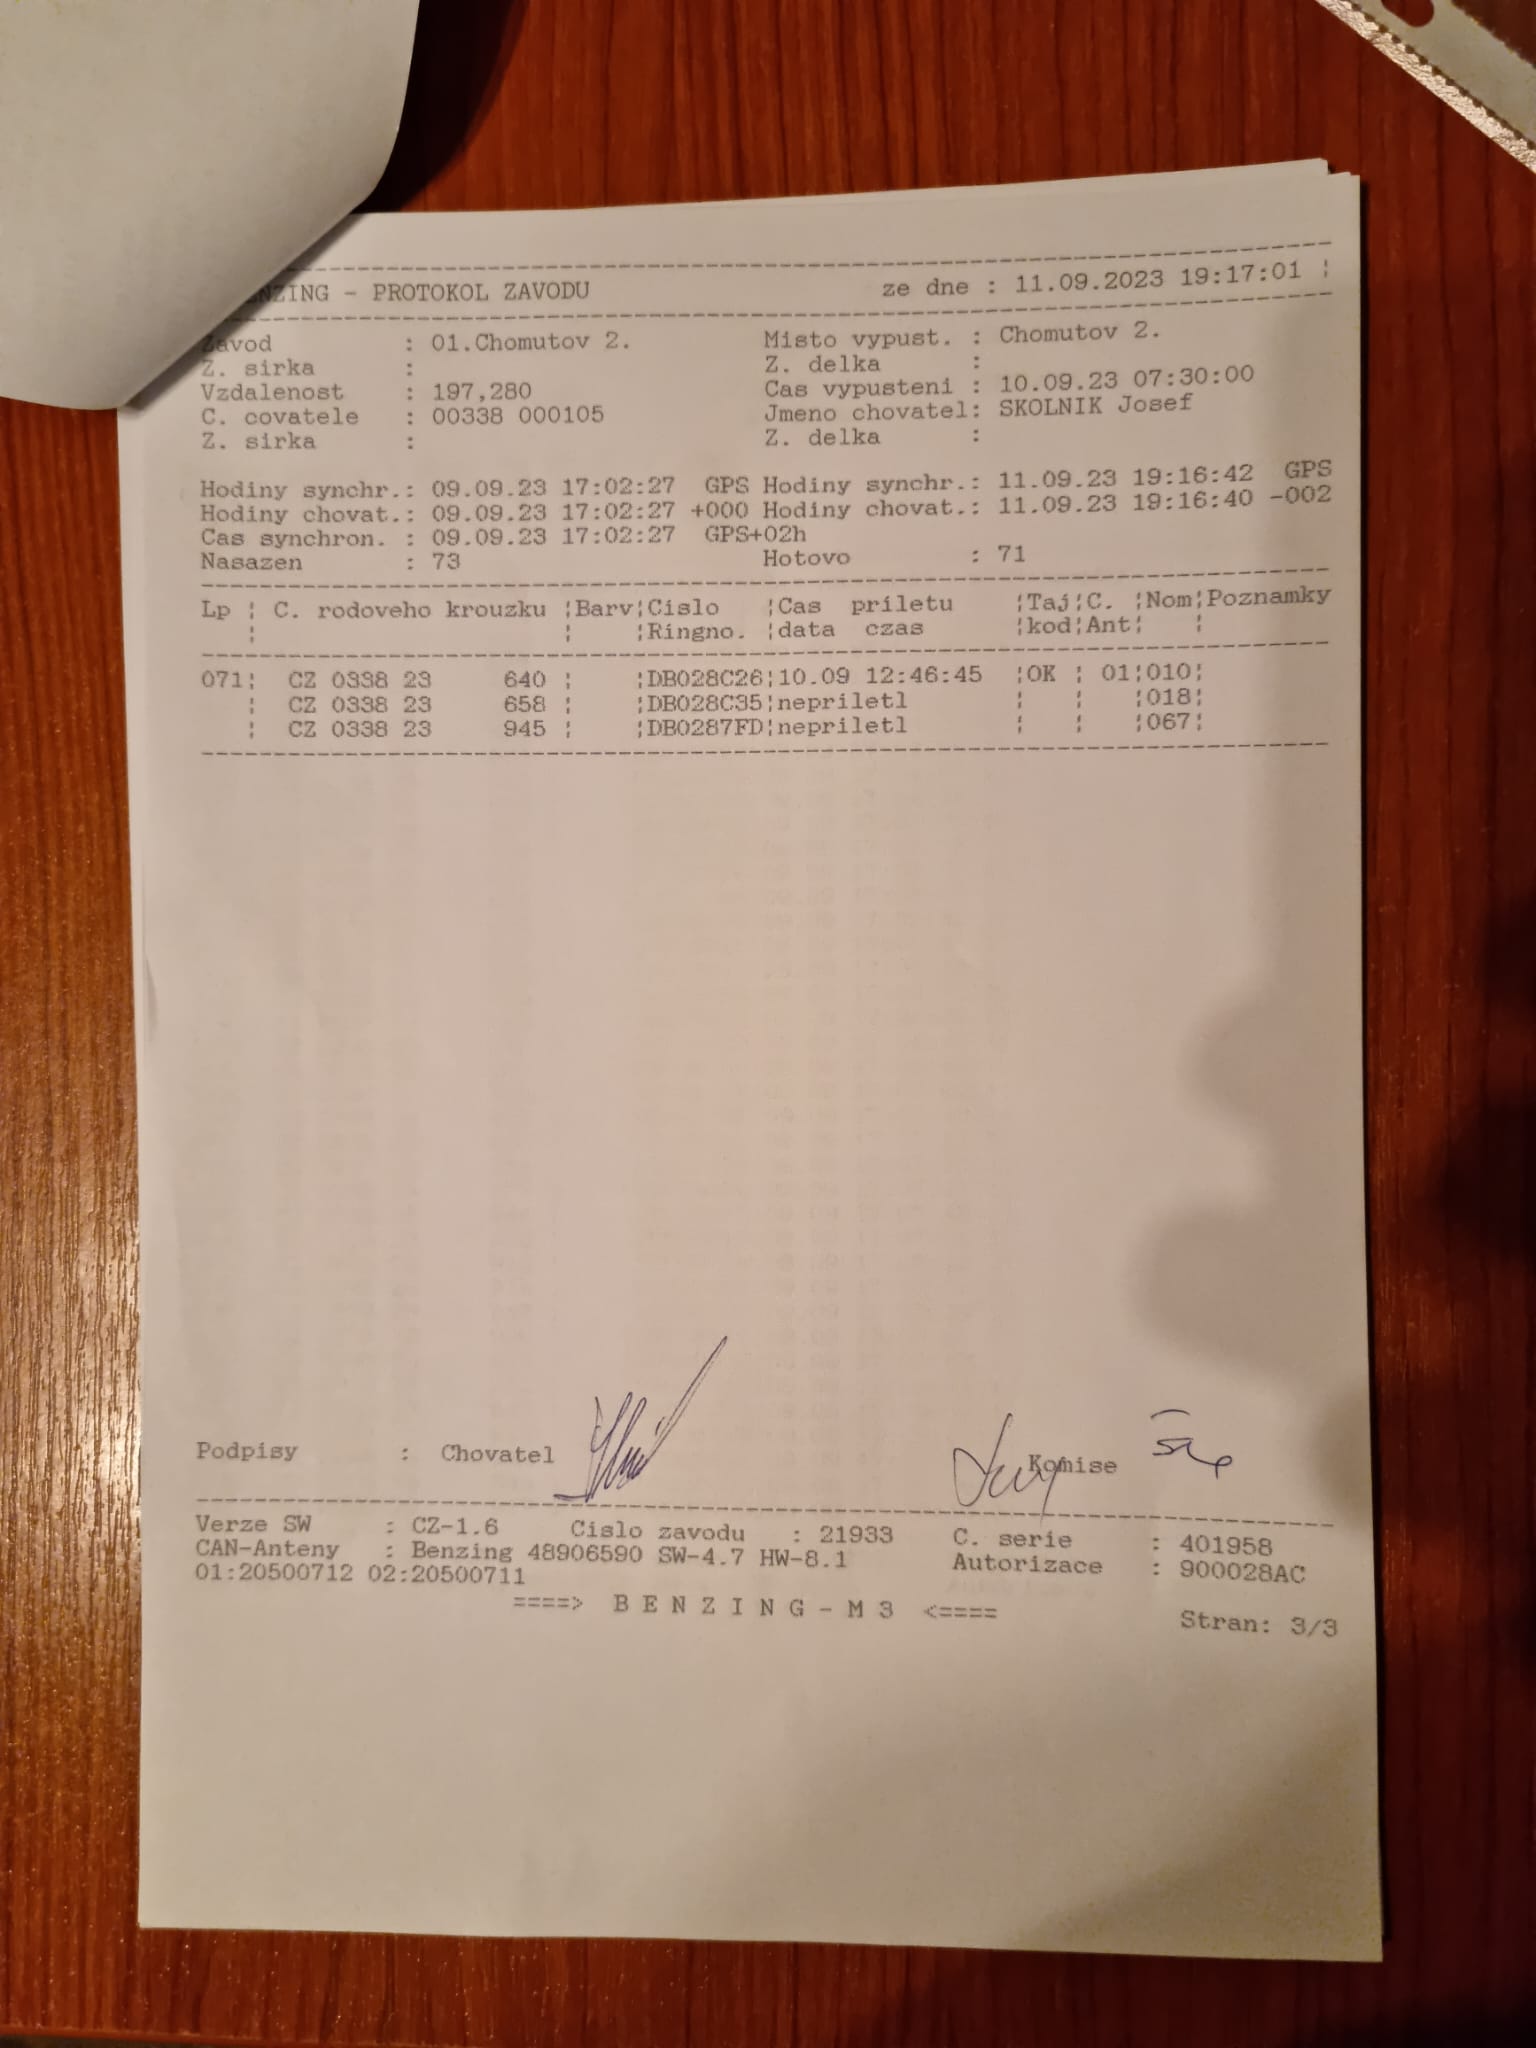 ENZING - PROTOKOL ZAVODU ze dne : 11.09.2023 19:17:01 ¦
Zavod : 01.Chomutov 2. Misto vypust. : Chomutov 2.
Z. sirka : Z. delka :
Vzdalenost : 197,280 Cas vypusteni : 10.09.23 07:30:00
C. covatele : 00338 000105 Jmeno chovatel: SKOLNIK Josef
Z. sirka : Z. delka :
Hodiny synchr.: 09.09.23 17:02:27 GPS Hodiny synchr.: 11.09.23 19:16:42 GPS
Hodiny chovat.: 09.09.23 17:02:27 +000 Hodiny chovat.: 11.09.23 19:16:40 -002
Cas synchron. : 09.09.23 17:02:27 GPS+02h
Nasazen : 73 Hotovo : 71
Lp ¦ C. rodoveho krouzku ¦Barv¦Cislo ¦Cas priletu ¦Taj¦C. ¦Nom¦Poznamky
¦ ¦ ¦Ringno. ¦data czas ¦kod¦Ant¦ ¦
071¦ CZ 0338 23 640 ¦ ¦DB028C26¦10.09 12:46:45 ¦OK ¦ 01¦010¦
¦ CZ 0338 23 658 ¦ ¦DB028C35¦nepriletl ¦ ¦ ¦018¦
¦ CZ 0338 23 945 ¦ ¦DB0287FD¦nepriletl ¦ ¦ ¦067¦
Podpisy : Chovatel Komise
Verze SW : CZ-1.6 Cislo zavodu : 21933 C. serie : 401958
CAN-Anteny : Benzing 48906590 SW-4.7 HW-8.1 Autorizace : 900028AC
01:20500712 02:20500711
====> B E N Z I N G - M 3 <====
Stran: 3/3